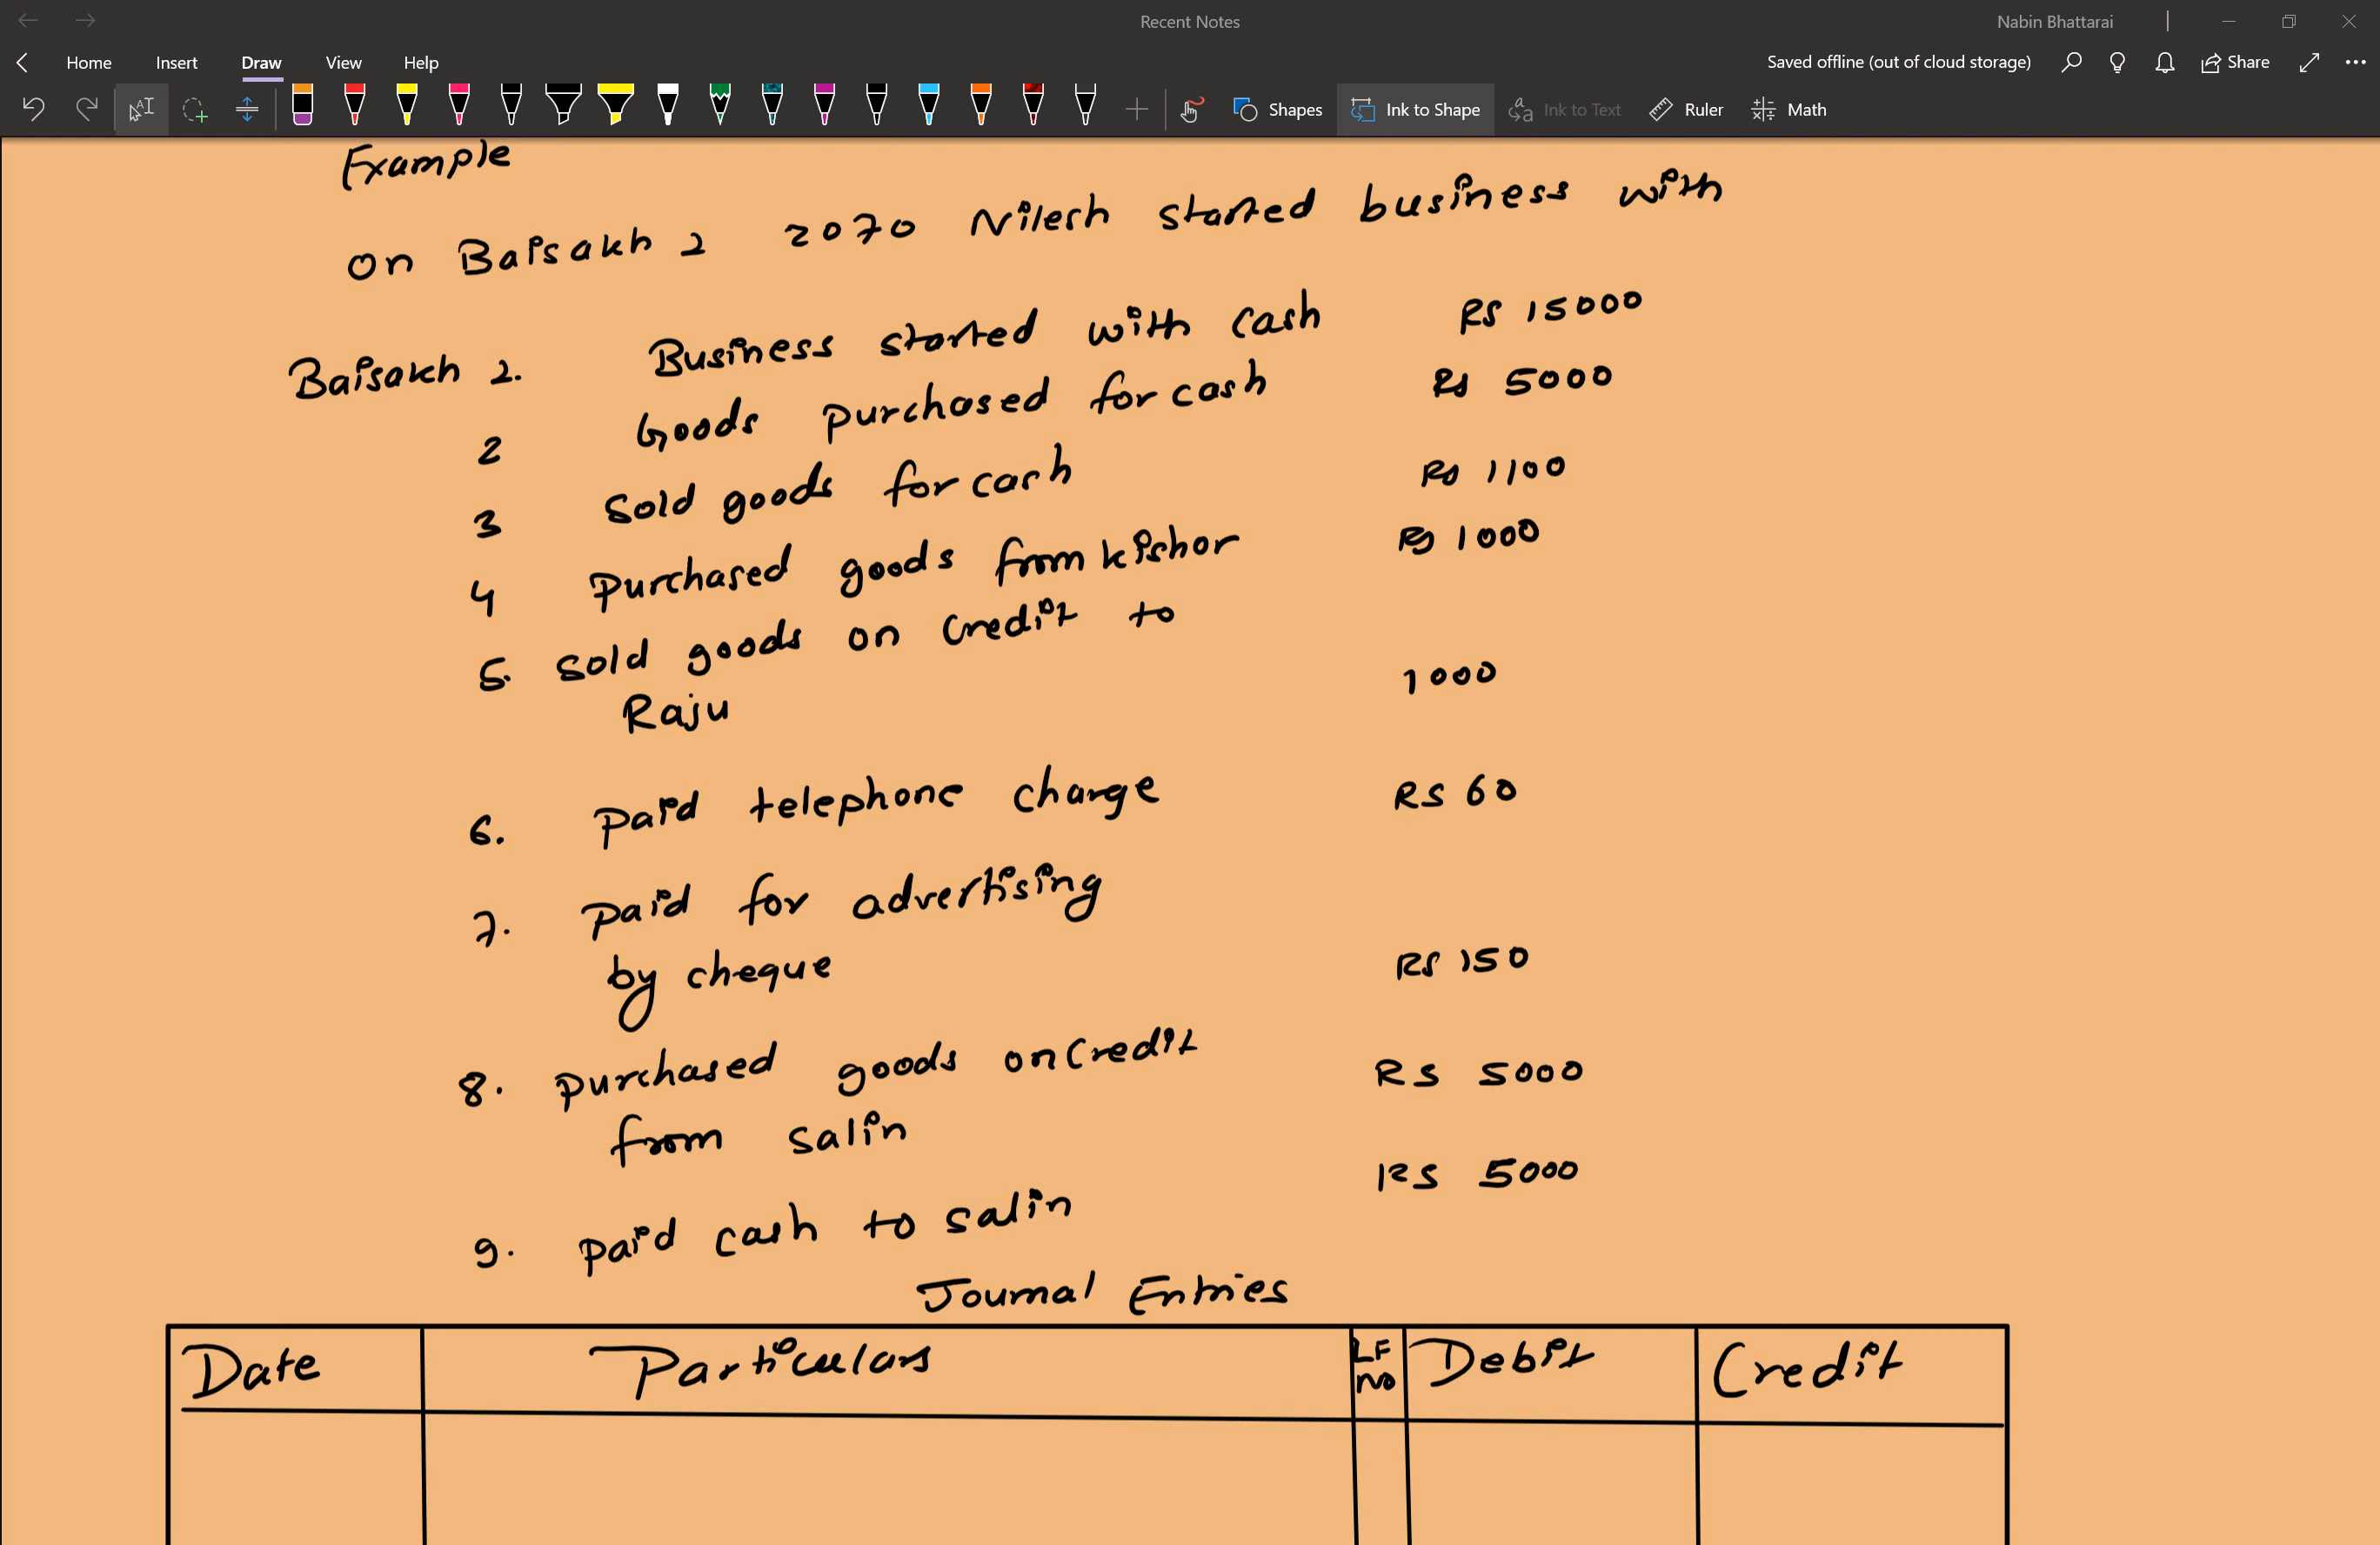 Recent Notes
Nabin Bhattarai
Home Insert Draw View Help
Saved offline (out of cloud storage) Share
Shapes Ink to Shape Ink to Text Ruler Math
Example
on Baisakh 2 2070 Nilesh started business with
Baisakh 2. Business started with cash RS 15000
2 Goods purchased for cash Rs 5000
3 sold goods for cash Rs 1100
4 purchased goods from kishor Rs 1000
5. sold goods on credit to
Raju 1000
6. paid telephone charge RS 60
7. paid for advertising
by cheque RS 150
8. purchased goods on credit RS 5000
from salin
9. paid cash to salin RS 5000
Journal Entries
Date Particulars LF NO Debit Credit